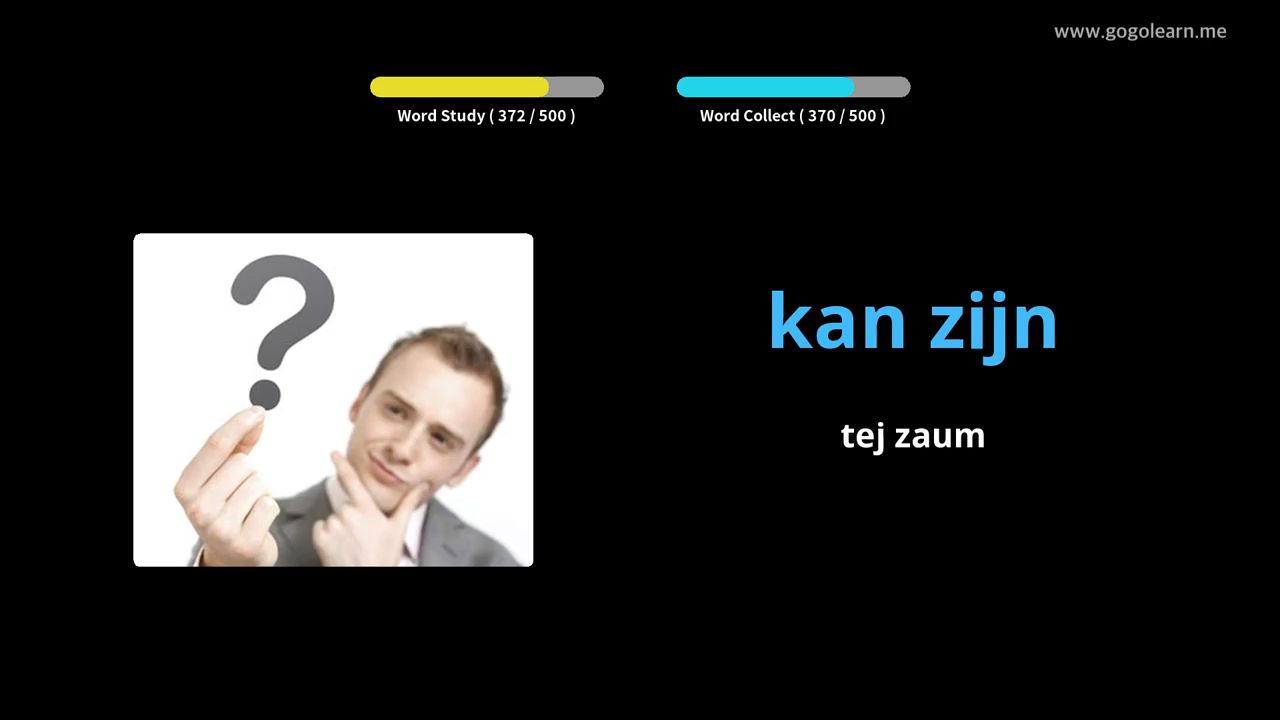 www.gogolearn.me
Word Study ( 372 / 500 )
Word Collect ( 370 / 500 )
?
kan zijn
tej zaum